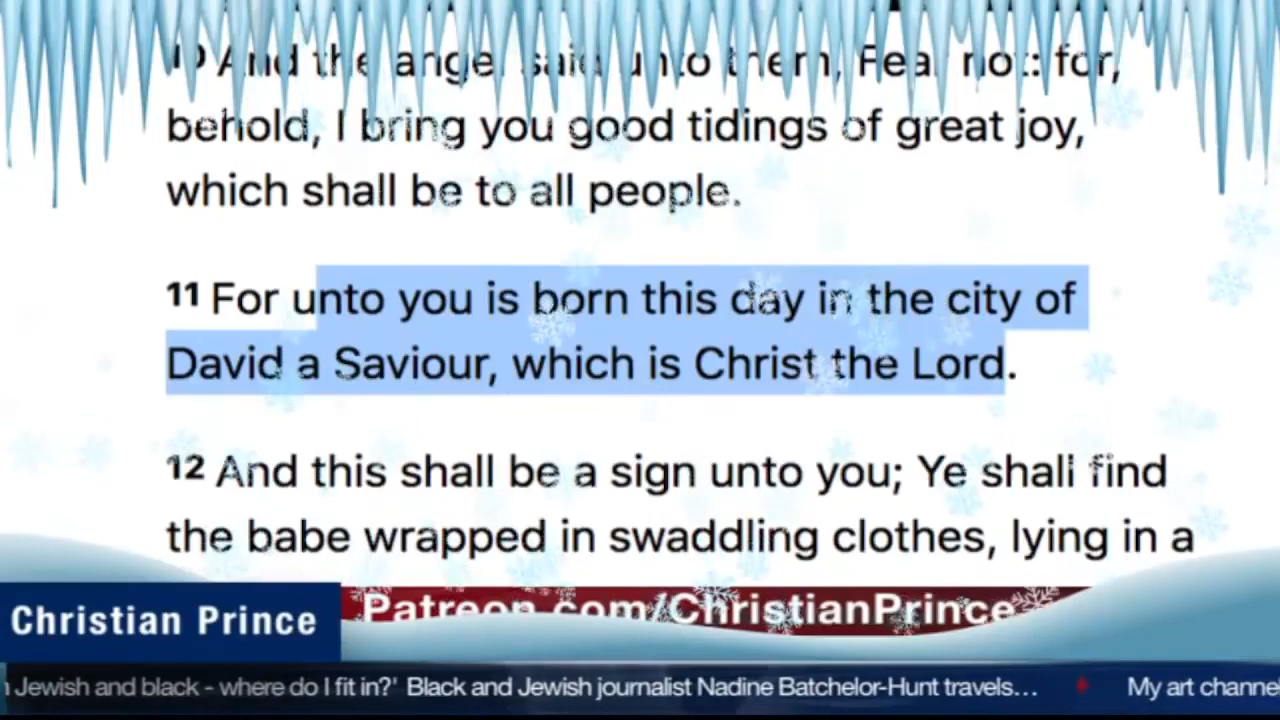 10 And the angel said unto them, Fear not: for,
behold, I bring you good tidings of great joy,
which shall be to all people.
11 For unto you is born this day in the city of
David a Saviour, which is Christ the Lord.
12 And this shall be a sign unto you; Ye shall find
the babe wrapped in swaddling clothes, lying in a
Patreon.com/ChristianPrince
Christian Prince
Jewish and black - where do I fit in?' Black and Jewish journalist Nadine Batchelor-Hunt travels... My art channel